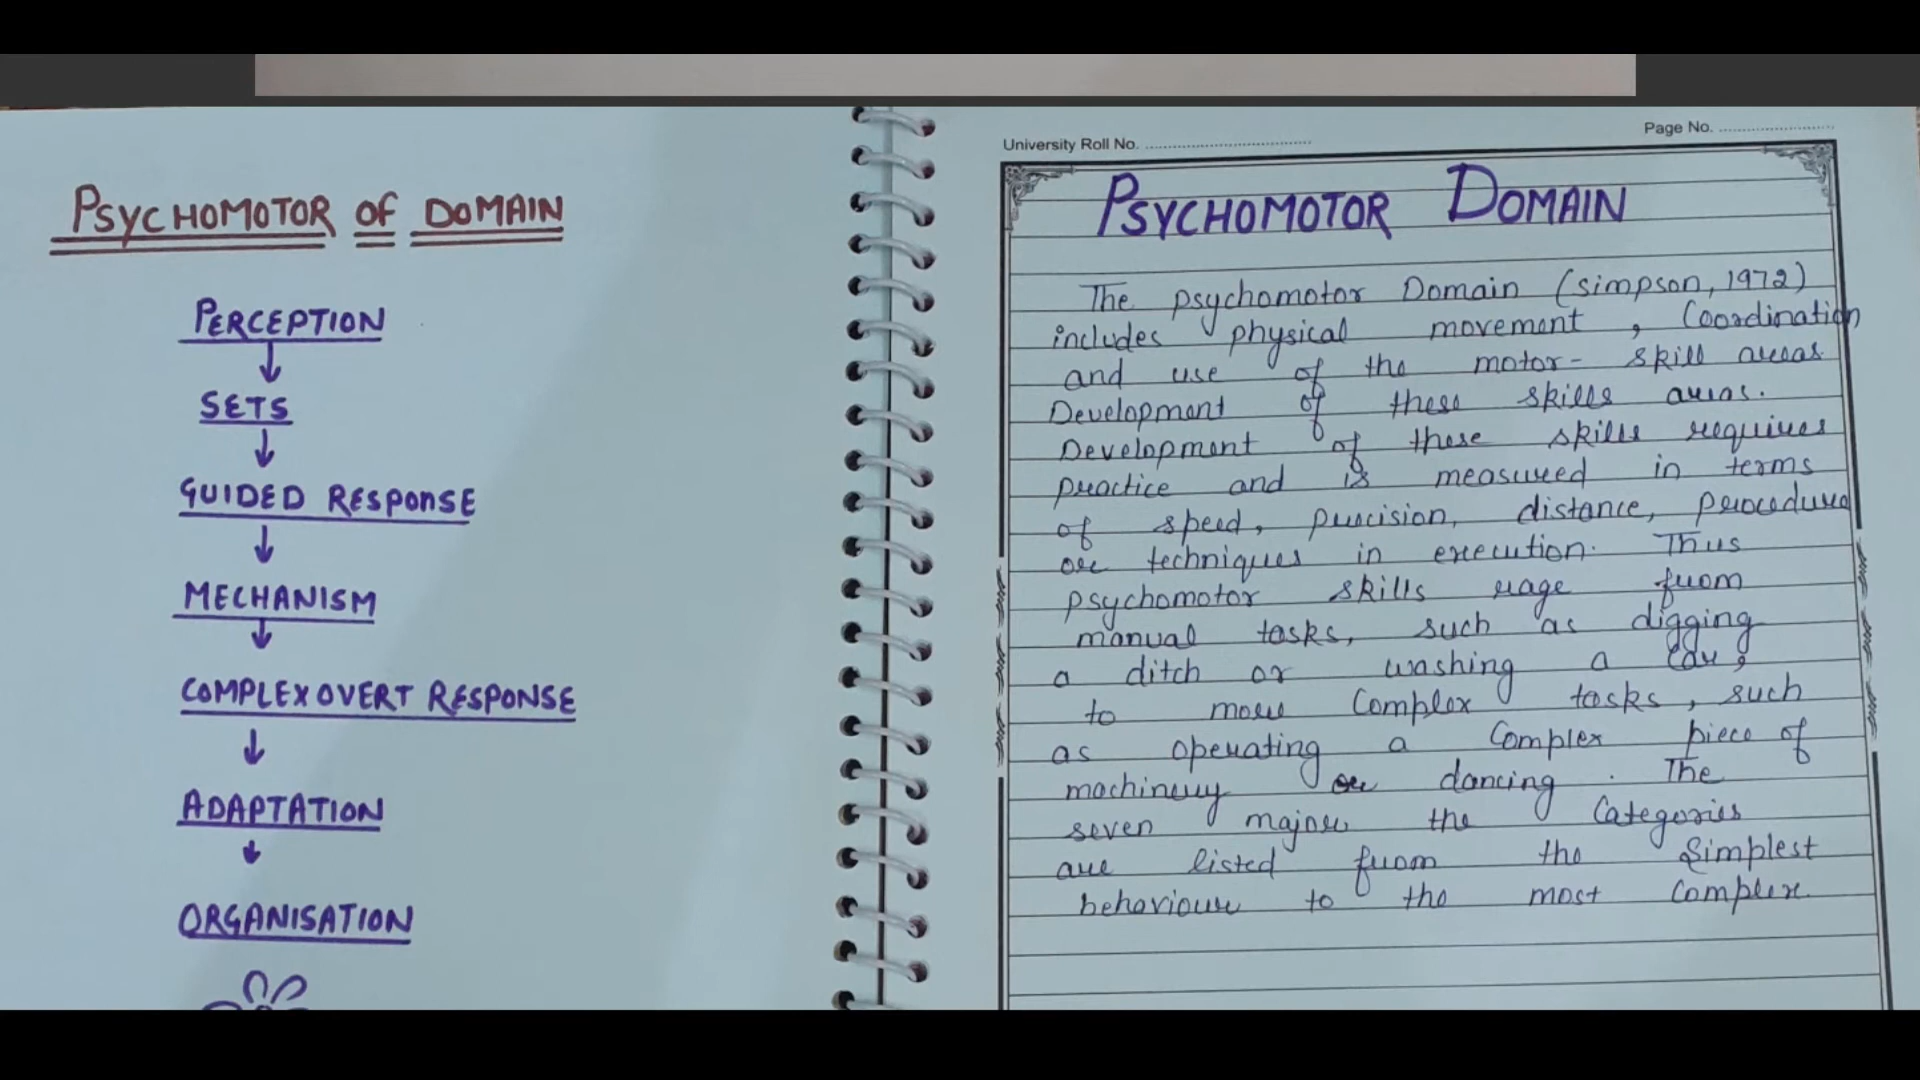 PSYCHOMOTOR OF DOMAIN
PERCEPTION
SETS
GUIDED RESPONSE
MECHANISM
COMPLEX OVERT RESPONSE
ADAPTATION
ORGANISATION
University Roll No. ..................................
Page No. ........................
PSYCHOMOTOR DOMAIN
The psychomotor Domain (simpson, 1972)
includes physical movement, Coordination
and use of the motor- skill areas
Development of these skills areas.
Development of these skills requires
practice and is measured in terms
of speed, precision, distance, procedure
or techniques in execution. Thus
psychomotor skills rage from
manual tasks, such as digging
a ditch or washing a car,
to more Complex tasks, such
as operating a Complex piece of
machinery or dancing. The
seven major the Categories
are listed from the Simplest
behaviour to the most Complex.